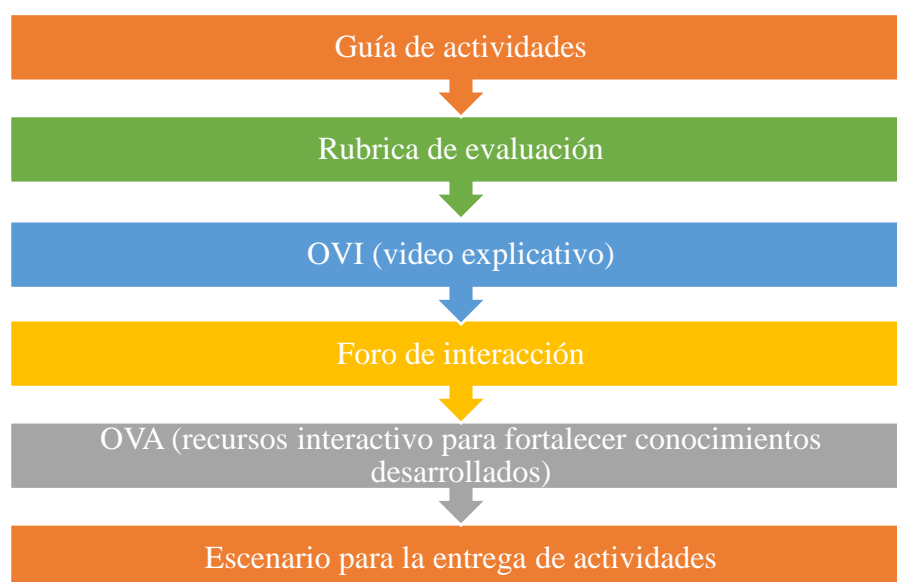 Guía de actividades
Rubrica de evaluación
OVI (video explicativo)
Foro de interacción
OVA (recursos interactivo para fortalecer conocimientos
desarrollados)
Escenario para la entrega de actividades